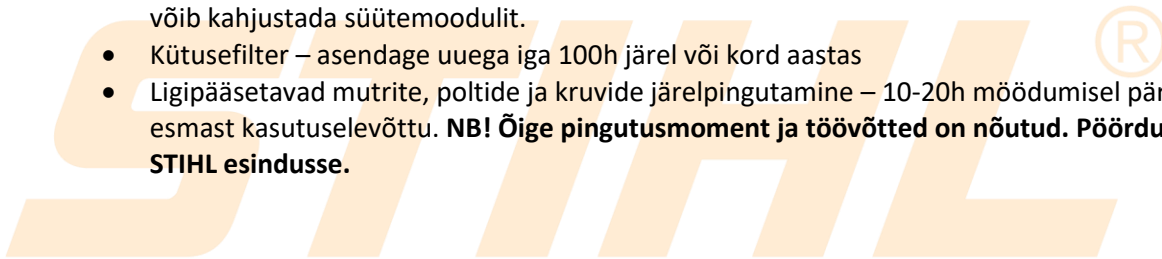 võib kahjustada süütemoodulit.
• Kütusefilter – asendage uuega iga 100h järel või kord aastas
• Ligipääsetavad mutrite, poltide ja kruvide järelpingutamine – 10-20h möödumisel pär
esmast kasutuselevõttu. NB! Õige pingutusmoment ja töövõtted on nõutud. Pöördu
STIHL esindusse.
STIHL®